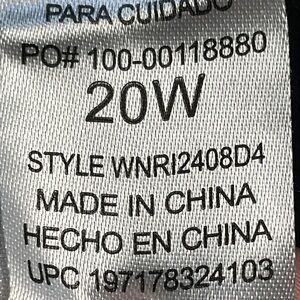 PARA CUIDADO
PO# 100-00118880
20W
STYLE WNRI2408D4
MADE IN CHINA
HECHO EN CHINA
UPC 197178324103